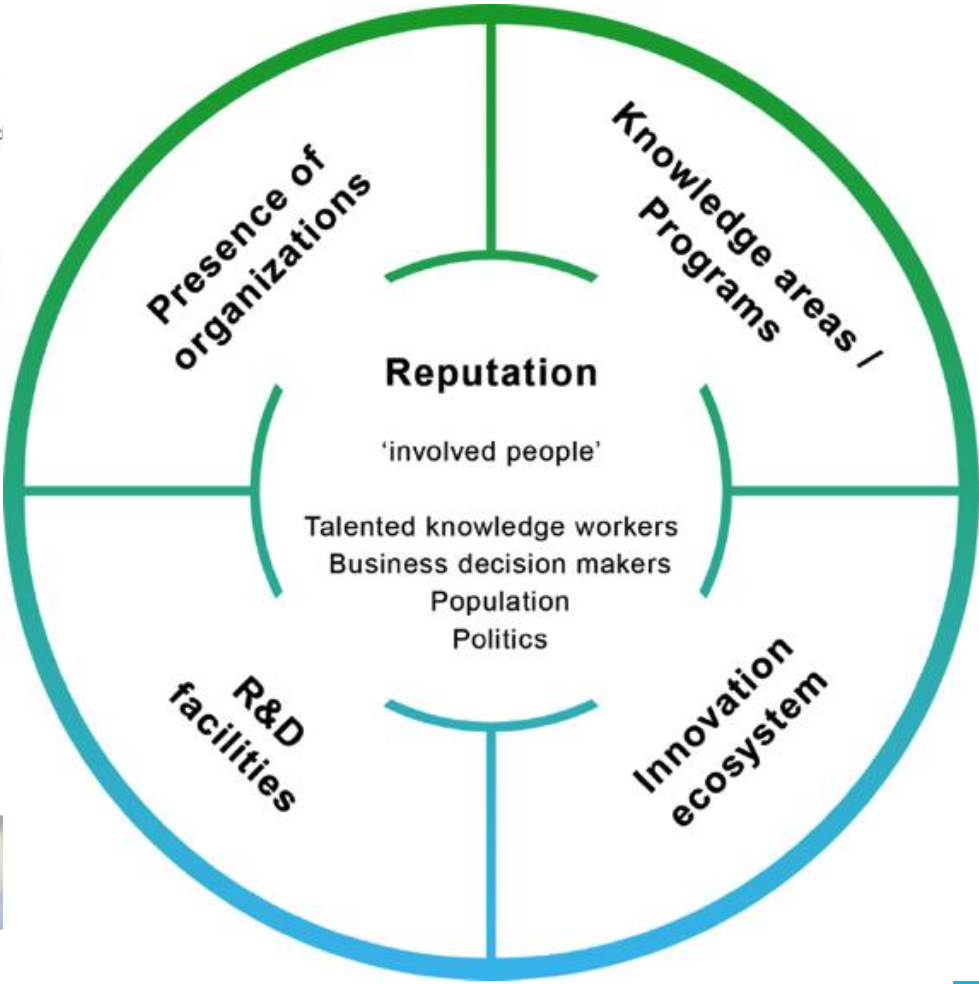 Presence of
organizations
Knowledge areas /
Programs
Reputation
‘involved people’
Talented knowledge workers
Business decision makers
Population
Politics
R&D
facilities
Innovation
ecosystem